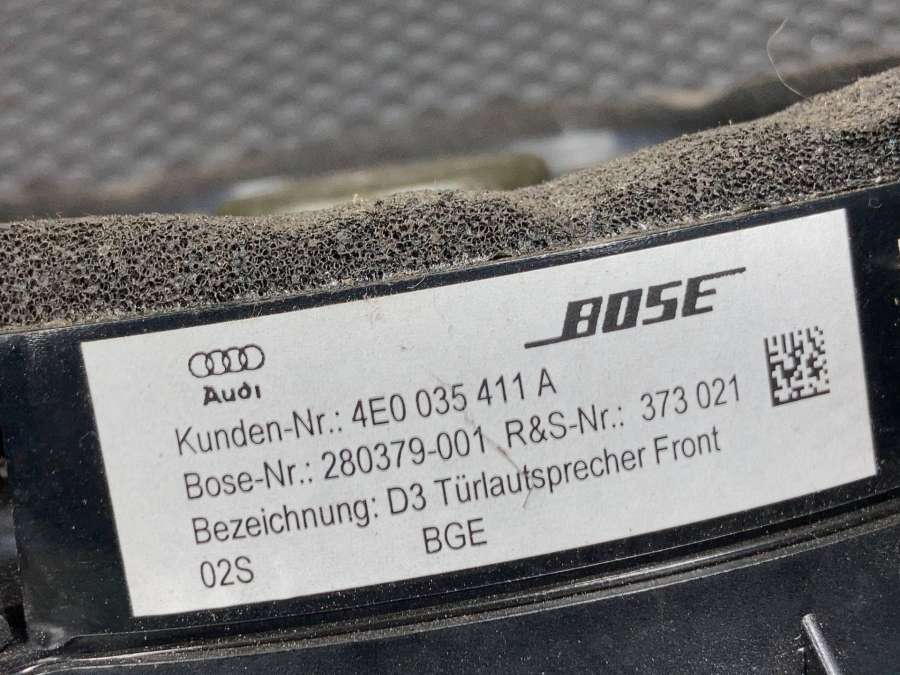 BOSE
Audi
Kunden-Nr.: 4E0 035 411 A
Bose-Nr.: 280379-001 R&S-Nr.: 373 021
Bezeichnung: D3 Türlautsprecher Front
02S BGE